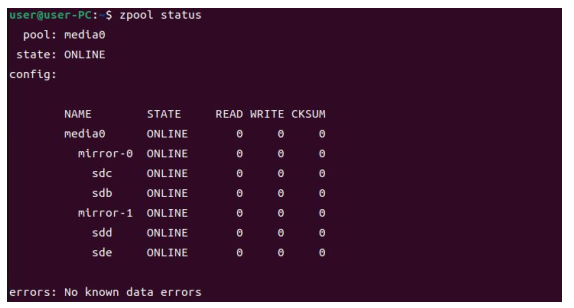 user@user-PC:~$ zpool status
  pool: media0
 state: ONLINE
config:

        NAME        STATE     READ WRITE CKSUM
        media0      ONLINE       0     0     0
          mirror-0  ONLINE       0     0     0
            sdc     ONLINE       0     0     0
            sdb     ONLINE       0     0     0
          mirror-1  ONLINE       0     0     0
            sdd     ONLINE       0     0     0
            sde     ONLINE       0     0     0

errors: No known data errors